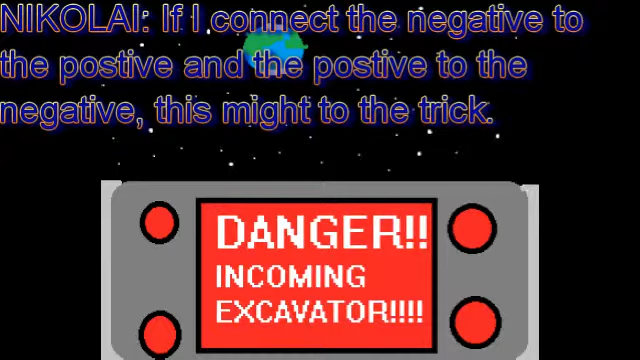 NIKOLAI: If I connect the negative to
the postive and the postive to the
negative, this might to the trick.
DANGER!!
INCOMING
EXCAVATOR!!!!